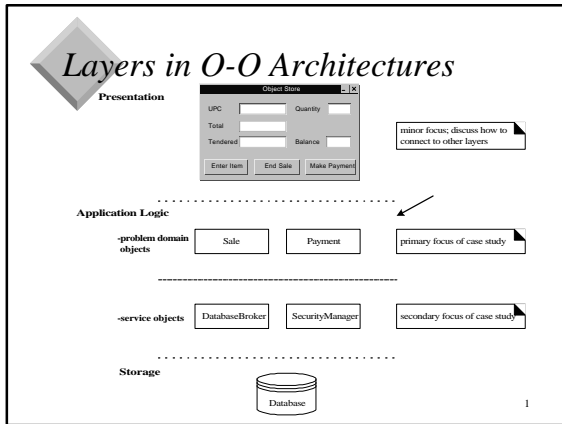 Layers in O-O Architectures
Presentation
Object Store
UPC
Quantity
Total
Tendered
Balance
Enter Item
End Sale
Make Payment
minor focus; discuss how to
connect to other layers
Application Logic
-problem domain
objects
Sale
Payment
primary focus of case study
-service objects
DatabaseBroker
SecurityManager
secondary focus of case study
Storage
Database
1